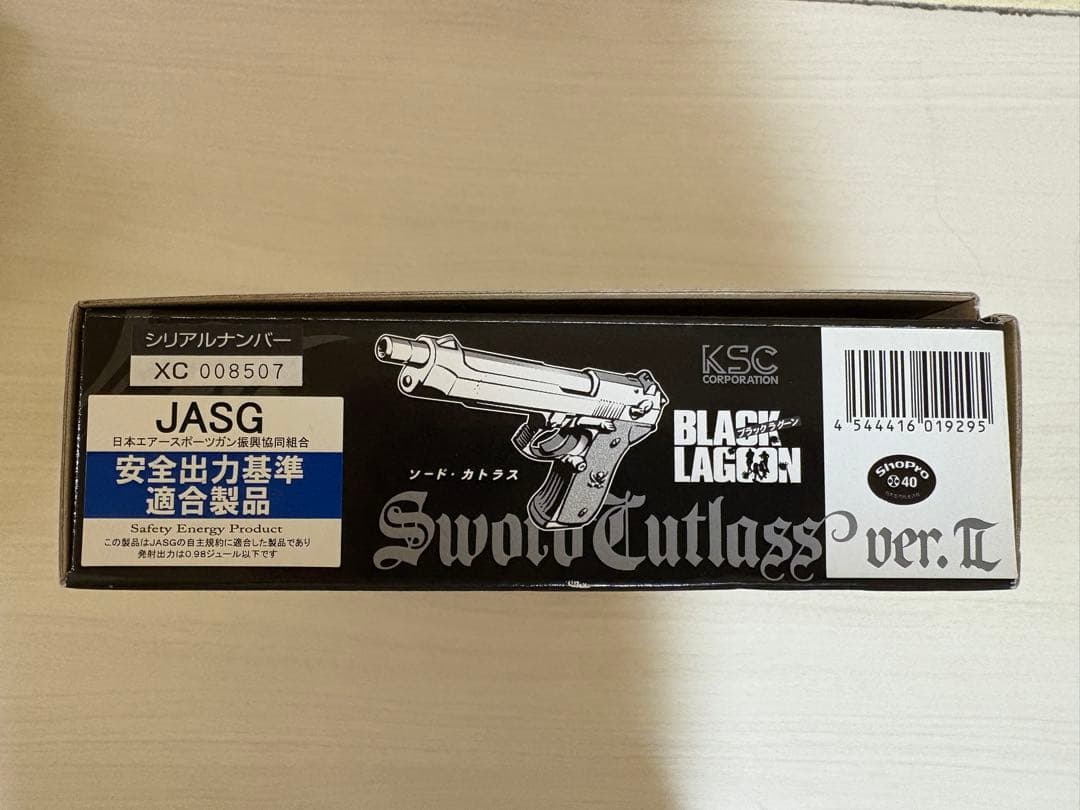 シリアルナンバー
XC 008507
JASG
日本エアースポーツガン振興協同組合
安全出力基準
適合製品
Safety Energy Product
この製品はJASGの自主規約に適合した製品であり
発射出力は0.98ジュール以下です
ソード・カトラス
Sword Cutlass ver.II
KSC
CORPORATION
BLACK
ブラック・ラグーン
LAGOON
4 544416 019295
ShoPro
40